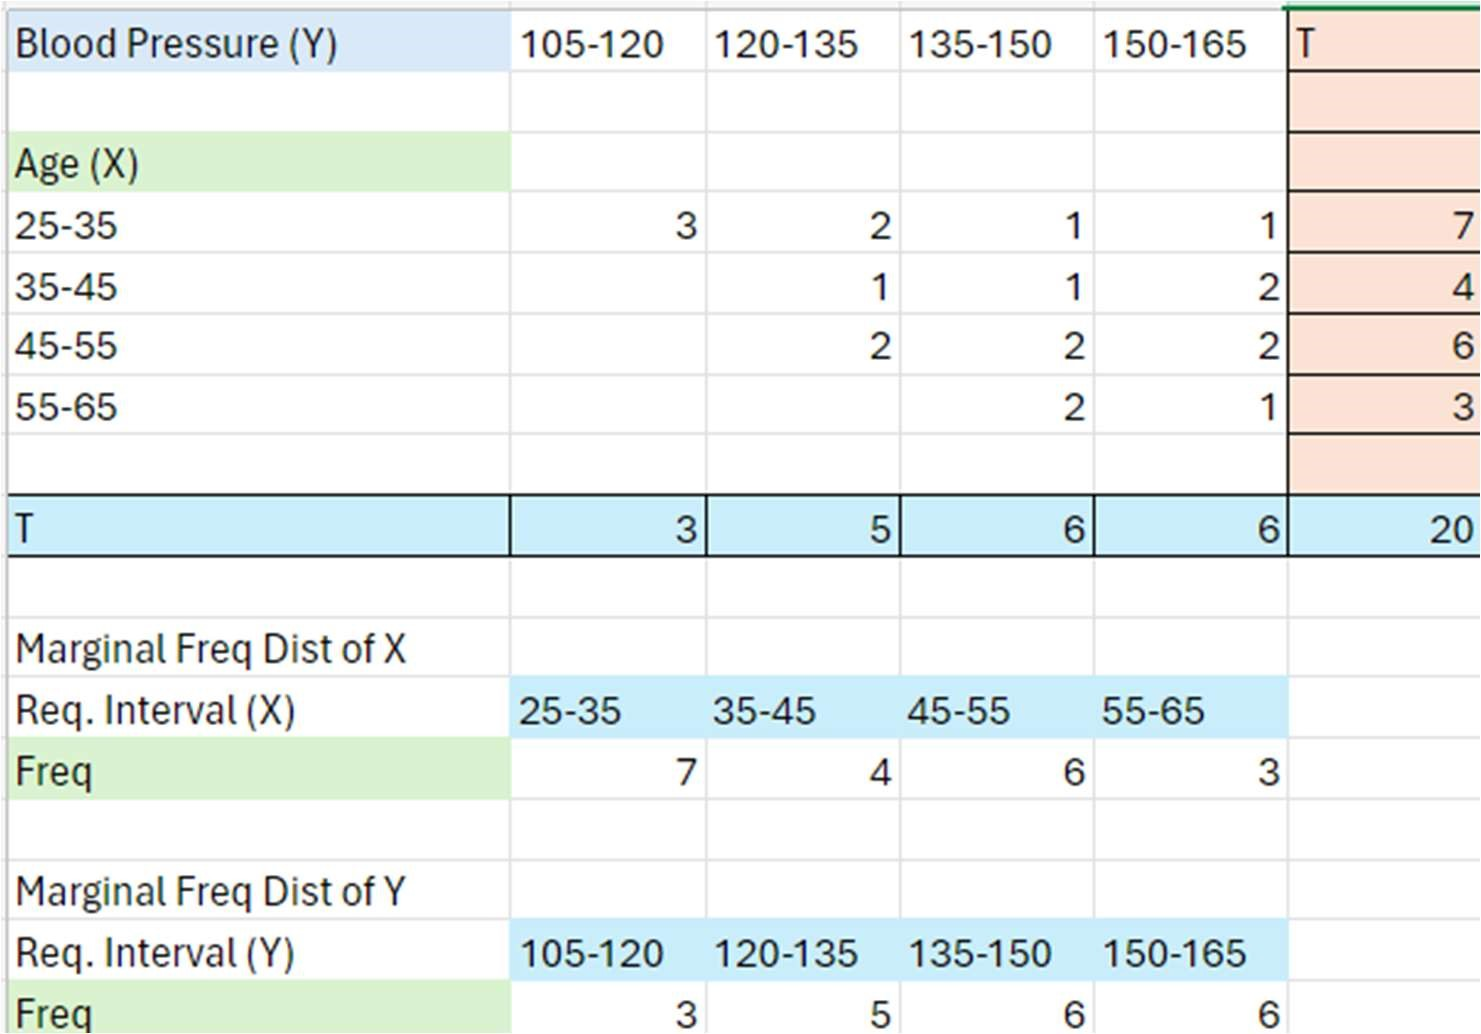 Blood Pressure (Y) 105-120 120-135 135-150 150-165 T
Age (X)
25-35 3 2 1 1 7
35-45 1 1 2 4
45-55 2 2 2 6
55-65 2 1 3
T 3 5 6 6 20
Marginal Freq Dist of X
Req. Interval (X) 25-35 35-45 45-55 55-65
Freq 7 4 6 3
Marginal Freq Dist of Y
Req. Interval (Y) 105-120 120-135 135-150 150-165
Freq 3 5 6 6